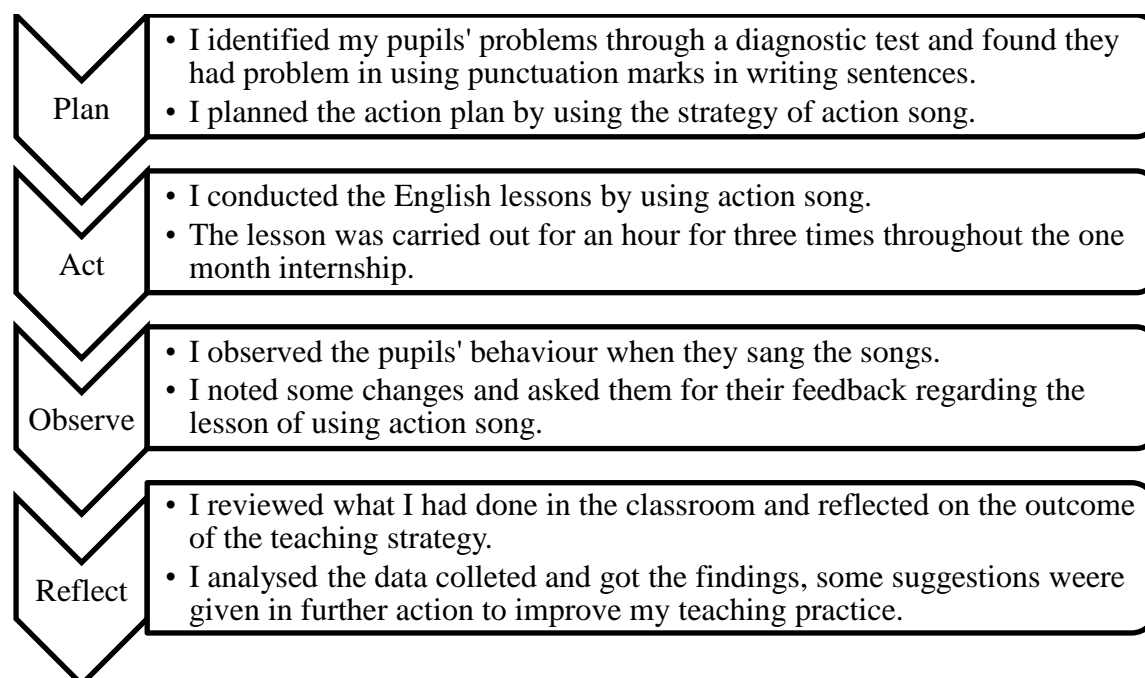 • I identified my pupils' problems through a diagnostic test and found they
had problem in using punctuation marks in writing sentences.
Plan
• I planned the action plan by using the strategy of action song.
• I conducted the English lessons by using action song.
• The lesson was carried out for an hour for three times throughout the one
Act
month internship.
• I observed the pupils' behaviour when they sang the songs.
• I noted some changes and asked them for their feedback regarding the
Observe
lesson of using action song.
• I reviewed what I had done in the classroom and reflected on the outcome
of the teaching strategy.
Reflect
• I analysed the data colleted and got the findings, some suggestions weere
given in further action to improve my teaching practice.